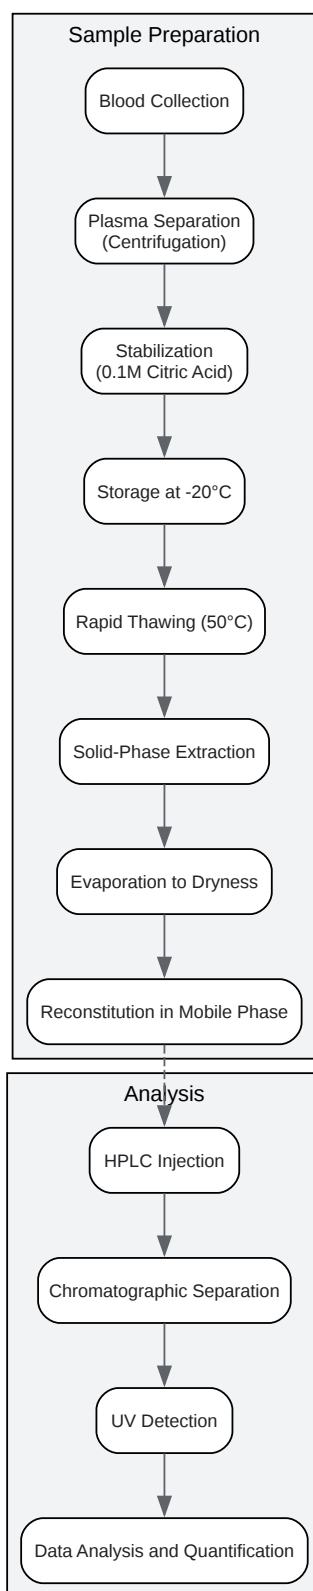 Sample Preparation
Blood Collection
Plasma Separation
(Centrifugation)
Stabilization
(0.1M Citric Acid)
Storage at -20°C
Rapid Thawing (50°C)
Solid-Phase Extraction
Evaporation to Dryness
Reconstitution in Mobile Phase
Analysis
HPLC Injection
Chromatographic Separation
UV Detection
Data Analysis and Quantification